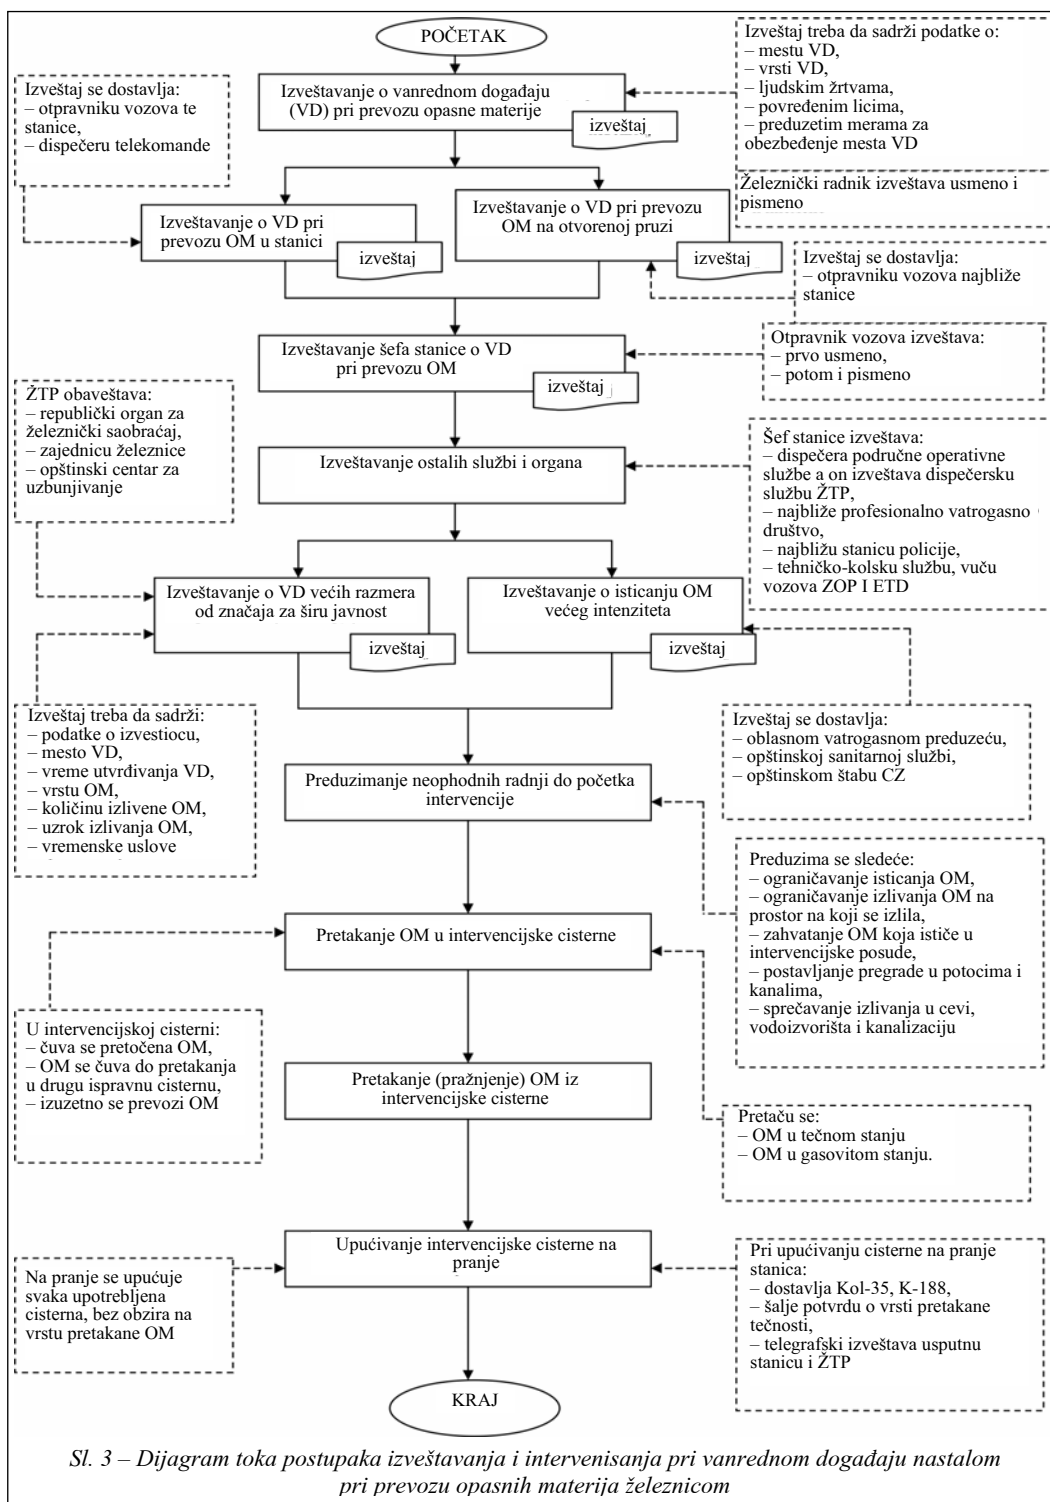 POČETAK
Izveštaj treba da sadrži podatke o:
– mestu VD,
– vrsti VD,
– ljudskim žrtvama,
– povređenim licima,
– preduzetim merama za
obezbeđenje mesta VD
Izveštaj se dostavlja:
– otpravniku vozova te
stanice,
– dispečeru telekomande
Izveštavanje o vanrednom događaju
(VD) pri prevozu opasne materije
izveštaj
Železnički radnik izveštava usmeno i
pismeno
Izveštavanje o VD pri
prevozu OM u stanici
izveštaj
Izveštavanje o VD pri prevozu
OM na otvorenoj pruzi
izveštaj
Izveštaj se dostavlja:
– otpravniku vozova najbliže
stanice
Izveštavanje šefa stanice o VD
pri prevozu OM
izveštaj
Otpravnik vozova izveštava:
– prvo usmeno,
– potom i pismeno
ŽTP obaveštava:
– republički organ za
železnički saobraćaj,
– zajednicu železnice
– opštinski centar za
uzbunjivanje
Izveštavanje ostalih službi i organa
Šef stanice izveštava:
– dispečera područne operativne
službe a on izveštava dispečersku
službu ŽTP,
– najbliže profesionalno vatrogasno
društvo,
– najbližu stanicu policije,
– tehničko-kolsku službu, vuču
vozova ZOP I ETD
Izveštavanje o VD većih razmera
od značaja za širu javnost
izveštaj
Izveštavanje o isticanju OM
većeg intenziteta
izveštaj
Izveštaj treba da sadrži:
– podatke o izvestiocu,
– mesto VD,
– vreme utvrđivanja VD,
– vrstu OM,
– količinu izlivene OM,
– uzrok izlivanja OM,
– vremenske uslove
Izveštaj se dostavlja:
– oblasnom vatrogasnom preduzeću,
– opštinskoj sanitarnoj službi,
– opštinskom štabu CZ
Preduzimanje neophodnih radnji do početka
intervencije
Preduzima se sledeće:
– ograničavanje isticanja OM,
– ograničavanje izlivanja OM na
prostor na koji se izlila,
– zahvatanje OM koja ističe u
intervencijske posude,
– postavljanje pregrade u potocima i
kanalima,
– sprečavanje izlivanja u cevi,
vodoizvorišta i kanalizaciju
Pretakanje OM u intervencijske cisterne
U intervencijskoj cisterni:
– čuva se pretočena OM,
– OM se čuva do pretakanja
u drugu ispravnu cisternu,
– izuzetno se prevozi OM
Pretakanje (pražnjenje) OM iz
intervencijske cisterne
Pretaču se:
– OM u tečnom stanju
– OM u gasovitom stanju.
Upućivanje intervencijske cisterne na
pranje
Na pranje se upućuje
svaka upotrebljena
cisterna, bez obzira na
vrstu pretakane OM
Pri upućivanju cisterne na pranje
stanica:
– dostavlja Kol-35, K-188,
– šalje potvrdu o vrsti pretakane
tečnosti,
– telegrafski izveštava usputnu
stanicu i ŽTP
KRAJ
Sl. 3 – Dijagram toka postupaka izveštavanja i intervenisanja pri vanrednom događaju nastalom
pri prevozu opasnih materija železnicom